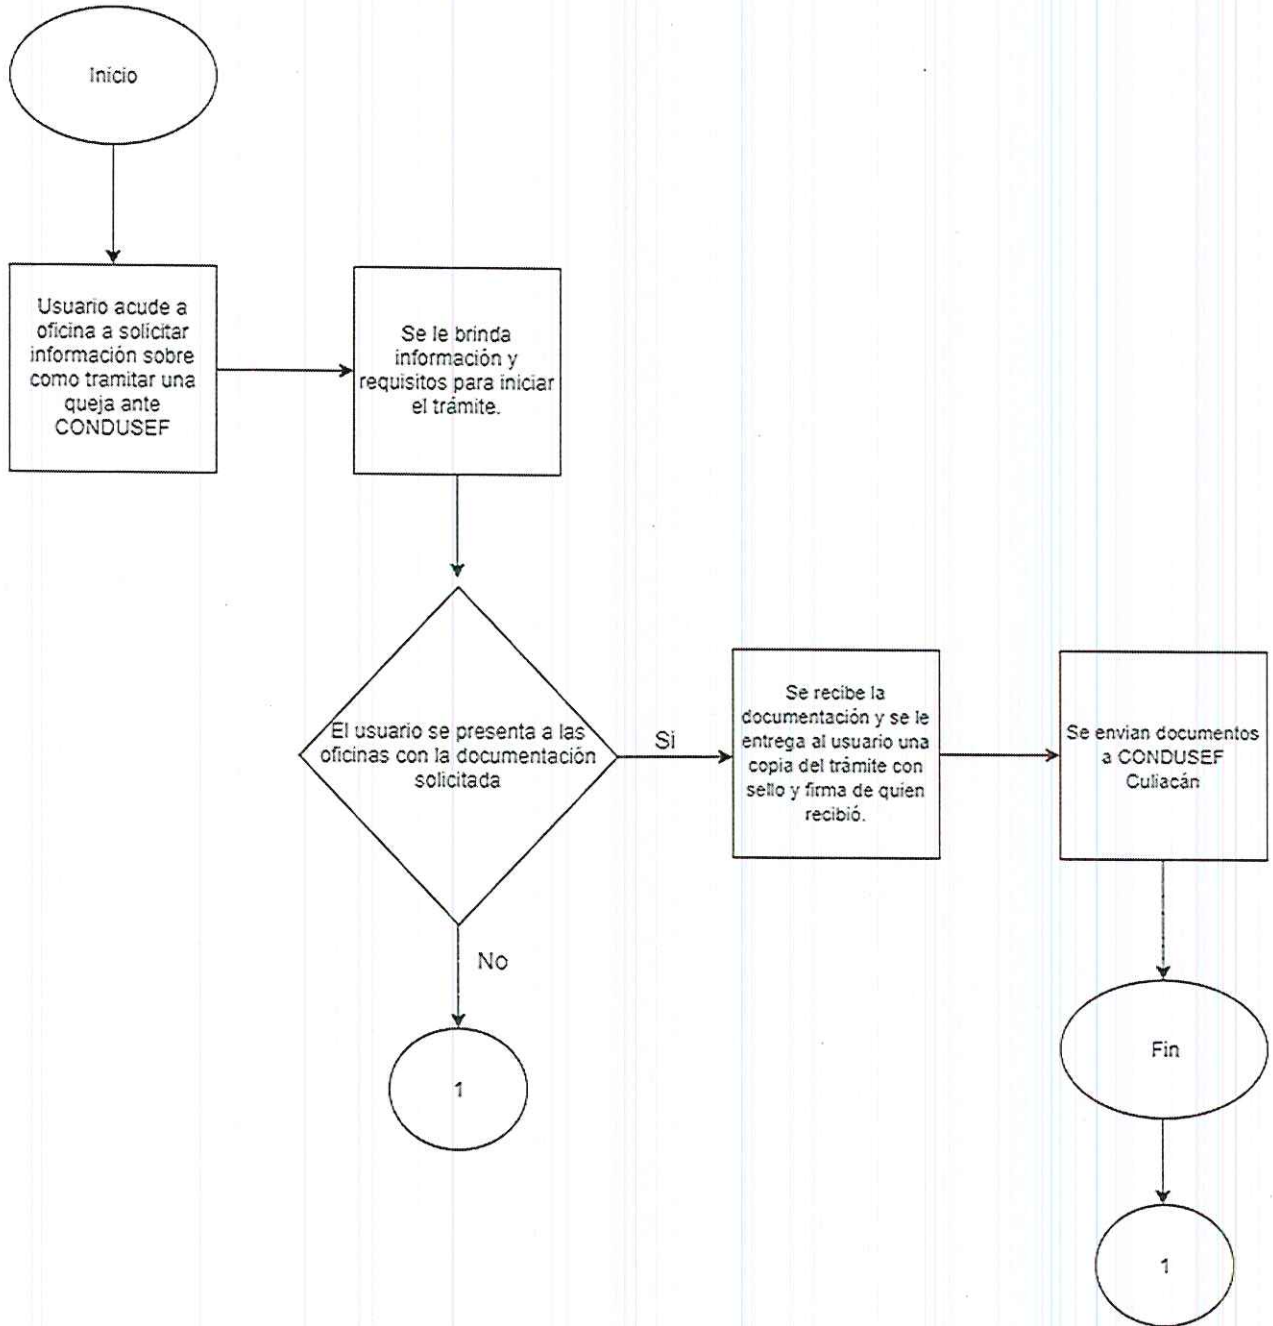 Inicio
Usuario acude a
oficina a solicitar
información sobre
como tramitar una
queja ante
CONDUSEF
Se le brinda
información y
requisitos para iniciar
el trámite.
El usuario se presenta a las
oficinas con la documentación
solicitada
Si
Se recibe la
documentación y se le
entrega al usuario una
copia del trámite con
sello y firma de quien
recibió.
Se envian documentos
a CONDUSEF
Culiacán
No
1
Fin
1